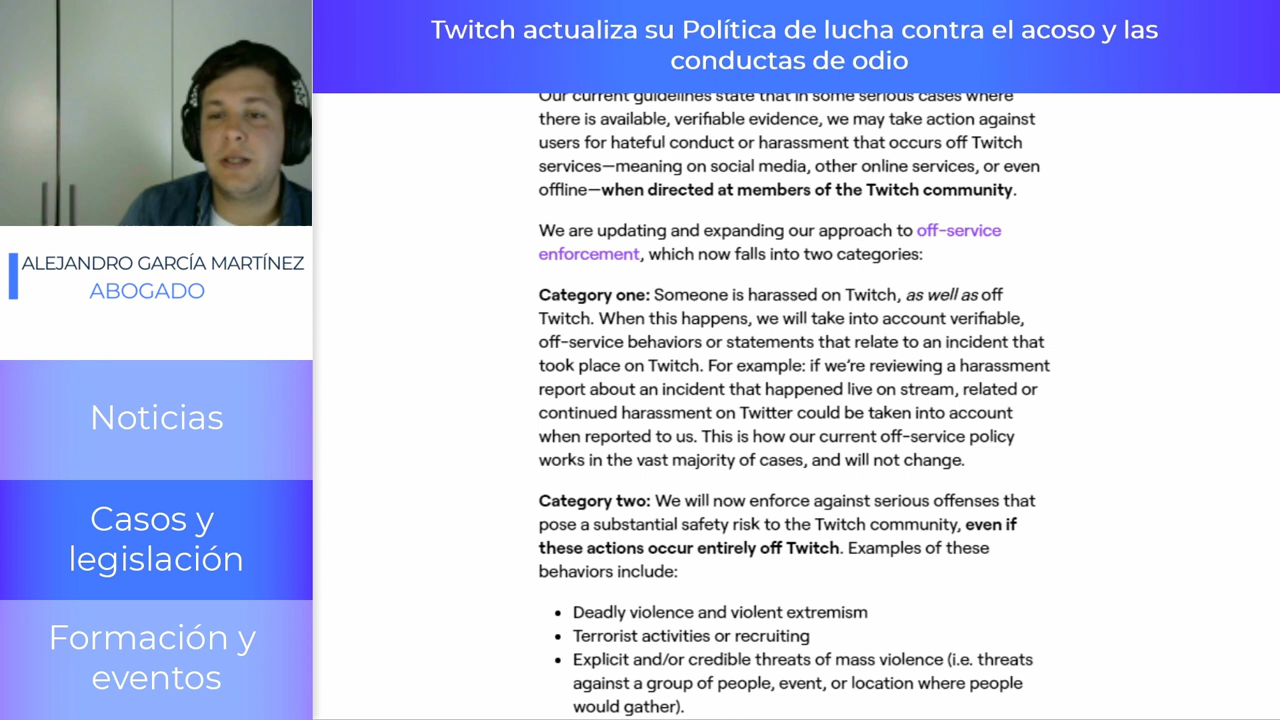 Twitch actualiza su Política de lucha contra el acoso y las
conductas de odio
ALEJANDRO GARCÍA MARTÍNEZ
ABOGADO
Noticias
Casos y
legislación
Formación y
eventos
Our current guidelines state that in some serious cases where
there is available, verifiable evidence, we may take action against
users for hateful conduct or harassment that occurs off Twitch
services—meaning on social media, other online services, or even
offline—when directed at members of the Twitch community.
We are updating and expanding our approach to off-service
enforcement, which now falls into two categories:
Category one: Someone is harassed on Twitch, as well as off
Twitch. When this happens, we will take into account verifiable,
off-service behaviors or statements that relate to an incident that
took place on Twitch. For example: if we're reviewing a harassment
report about an incident that happened live on stream, related or
continued harassment on Twitter could be taken into account
when reported to us. This is how our current off-service policy
works in the vast majority of cases, and will not change.
Category two: We will now enforce against serious offenses that
pose a substantial safety risk to the Twitch community, even if
these actions occur entirely off Twitch. Examples of these
behaviors include:
• Deadly violence and violent extremism
• Terrorist activities or recruiting
• Explicit and/or credible threats of mass violence (i.e. threats
against a group of people, event, or location where people
would gather).